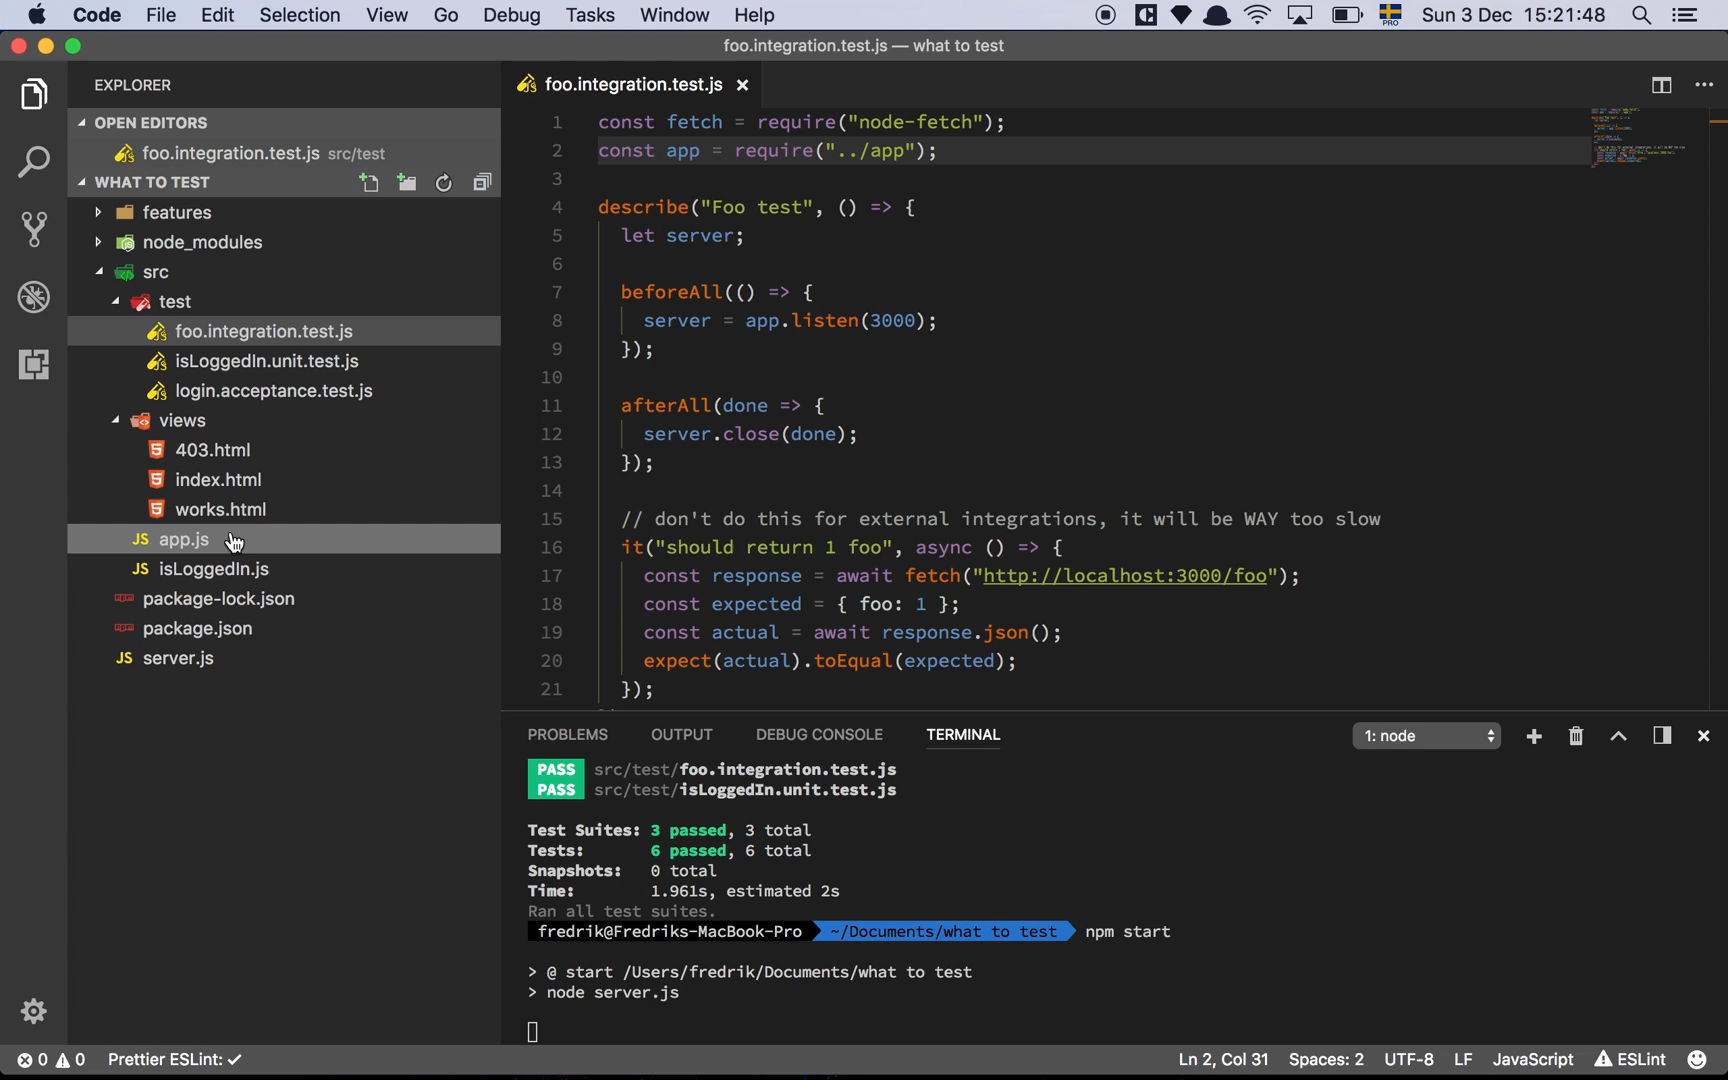 Code File Edit Selection View Go Debug Tasks Window Help PRO Sun 3 Dec 15:21:48
foo.integration.test.js — what to test
EXPLORER
OPEN EDITORS
foo.integration.test.js src/test
WHAT TO TEST
features
node_modules
src
test
foo.integration.test.js
isLoggedIn.unit.test.js
login.acceptance.test.js
views
403.html
index.html
works.html
JS app.js
JS isLoggedIn.js
package-lock.json
package.json
JS server.js
foo.integration.test.js
1 const fetch = require("node-fetch");
2 const app = require("../app");
3
4 describe("Foo test", () => {
5 let server;
6
7 beforeAll(() => {
8 server = app.listen(3000);
9 });
10
11 afterAll(done => {
12 server.close(done);
13 });
14
15 // don't do this for external integrations, it will be WAY too slow
16 it("should return 1 foo", async () => {
17 const response = await fetch("http://localhost:3000/foo");
18 const expected = { foo: 1 };
19 const actual = await response.json();
20 expect(actual).toEqual(expected);
21 });
PROBLEMS OUTPUT DEBUG CONSOLE TERMINAL 1: node
PASS src/test/foo.integration.test.js
PASS src/test/isLoggedIn.unit.test.js
Test Suites: 3 passed, 3 total
Tests: 6 passed, 6 total
Snapshots: 0 total
Time: 1.961s, estimated 2s
Ran all test suites.
fredrik@Fredriks-MacBook-Pro ~/Documents/what to test npm start
> @ start /Users/fredrik/Documents/what to test
> node server.js
0 0 Prettier ESLint: ✓ Ln 2, Col 31 Spaces: 2 UTF-8 LF JavaScript ESLint